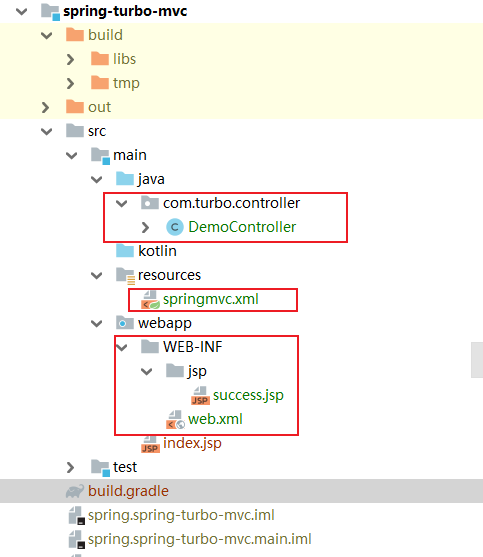 spring-turbo-mvc
build
libs
tmp
out
src
main
java
com.turbo.controller
C DemoController
kotlin
resources
springmvc.xml
webapp
WEB-INF
jsp
JSP success.jsp
web.xml
JSP index.jsp
test
build.gradle
spring.spring-turbo-mvc.iml
spring.spring-turbo-mvc.main.iml